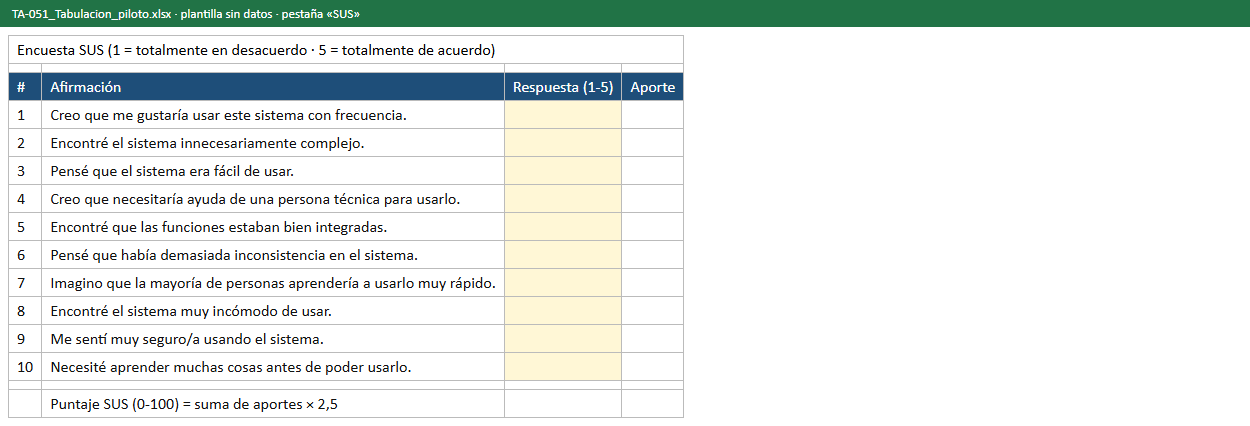 TA-051_Tabulacion_piloto.xlsx · plantilla sin datos · pestaña «SUS»
Encuesta SUS (1 = totalmente en desacuerdo · 5 = totalmente de acuerdo)
# Afirmación Respuesta (1-5) Aporte
1 Creo que me gustaría usar este sistema con frecuencia.
2 Encontré el sistema innecesariamente complejo.
3 Pensé que el sistema era fácil de usar.
4 Creo que necesitaría ayuda de una persona técnica para usarlo.
5 Encontré que las funciones estaban bien integradas.
6 Pensé que había demasiada inconsistencia en el sistema.
7 Imagino que la mayoría de personas aprendería a usarlo muy rápido.
8 Encontré el sistema muy incómodo de usar.
9 Me sentí muy seguro/a usando el sistema.
10 Necesité aprender muchas cosas antes de poder usarlo.
Puntaje SUS (0-100) = suma de aportes × 2,5